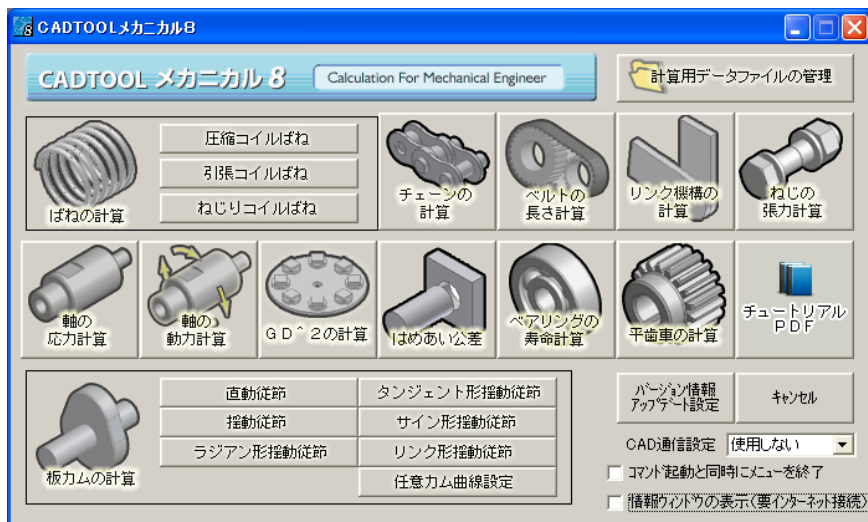 CADTOOLメカニカル8
CADTOOL メカニカル 8
Calculation For Mechanical Engineer
計算用データファイルの管理
ばねの計算
圧縮コイルばね
引張コイルばね
ねじりコイルばね
チェーンの
計算
ベルトの
長さ計算
リンク機構の
計算
ねじの
張力計算
軸の
応力計算
軸の
動力計算
GD^2の計算
はめあい公差
ベアリングの
寿命計算
平歯車の計算
チュートリアル
PDF
板カムの計算
直動従節
揺動従節
ラジアン形揺動従節
タンジェント形揺動従節
サイン形揺動従節
リンク形揺動従節
任意カム曲線設定
バージョン情報
アップデート設定
キャンセル
CAD通信設定 使用しない
コマンド起動と同時にメニューを終了
情報ウィンドウの表示(要インターネット接続)